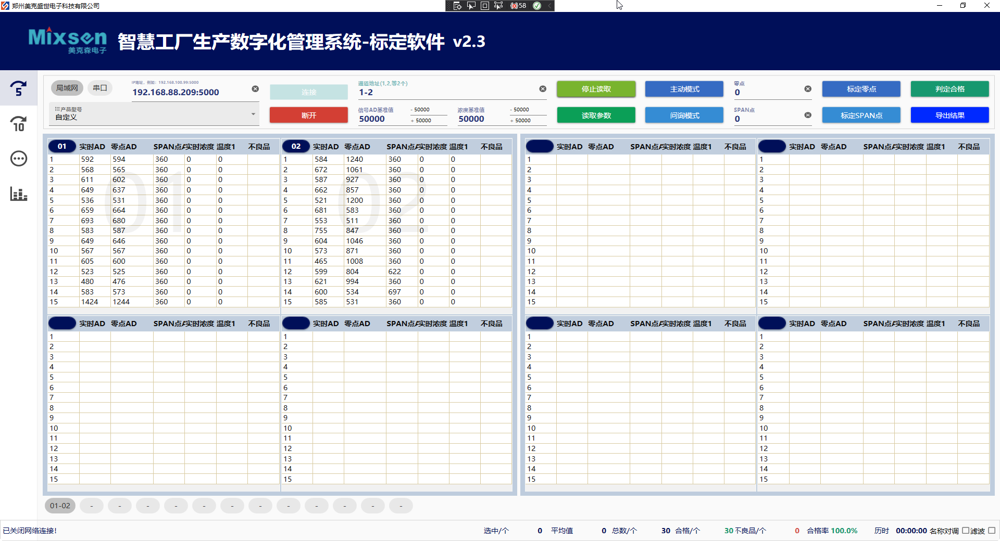 郑州美克盛世电子科技有限公司
58
Mixsen
美克森电子
智慧工厂生产数字化管理系统-标定软件 v2.3
5
10
局域网 串口
IP地址，例如：192.168.100.99:5000
192.168.88.209:5000
连接
通道地址(1,2,等2个)
1-2
停止读取 主动模式
零点
0
标定零点 判定合格
产品型号
自定义
断开
信号AD基准值
50000
- 50000
+ 50000
浓度基准值
50000
- 50000
+ 50000
读取参数 问询模式
SPAN点
0
标定SPAN点 导出结果
01 实时AD 零点AD SPAN点A实时浓度 温度1 不良品
1 592 594 360 0 0
2 568 565 360 0 0
3 611 602 360 0 0
4 649 637 360 0 0
5 536 531 360 0 0
6 659 664 360 0 0
7 693 680 360 0 0
8 583 587 360 0 0
9 649 646 360 0 0
10 567 567 360 0 0
11 605 600 360 0 0
12 523 525 360 0 0
13 480 476 360 0 0
14 583 573 360 0 0
15 1424 1244 360 0 0
01
02 实时AD 零点AD SPAN点A实时浓度 温度1 不良品
1 584 1240 360 0 0
2 672 1061 360 0 0
3 587 927 360 0 0
4 662 857 360 0 0
5 521 1200 360 0 0
6 681 583 360 0 0
7 553 511 360 0 0
8 755 847 360 0 0
9 604 1046 360 0 0
10 573 871 360 0 0
11 465 1008 360 0 0
12 599 804 622 0 0
13 621 994 360 0 0
14 600 534 697 0 0
15 585 531 360 0 0
02
实时AD 零点AD SPAN点A实时浓度 温度1 不良品
1
2
3
4
5
6
7
8
9
10
11
12
13
14
15
实时AD 零点AD SPAN点A实时浓度 温度1 不良品
1
2
3
4
5
6
7
8
9
10
11
12
13
14
15
实时AD 零点AD SPAN点A实时浓度 温度1 不良品
1
2
3
4
5
6
7
8
9
10
11
12
13
14
15
实时AD 零点AD SPAN点A实时浓度 温度1 不良品
1
2
3
4
5
6
7
8
9
10
11
12
13
14
15
实时AD 零点AD SPAN点A实时浓度 温度1 不良品
1
2
3
4
5
6
7
8
9
10
11
12
13
14
15
实时AD 零点AD SPAN点A实时浓度 温度1 不良品
1
2
3
4
5
6
7
8
9
10
11
12
13
14
15
01-02 - - - - - - - - - - - -
已关闭网络连接！ 选中/个 0 平均值 0 总数/个 30 合格/个 30 不良品/个 0 合格率 100.0% 历时 00:00:00 名称对调 滤波